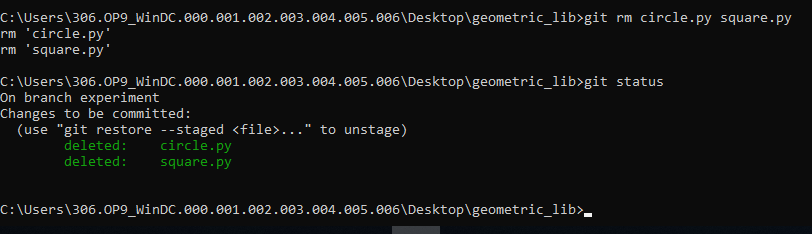 C:\Users\306.OP9_WinDC.000.001.002.003.004.005.006\Desktop\geometric_lib>git rm circle.py square.py
rm 'circle.py'
rm 'square.py'
C:\Users\306.OP9_WinDC.000.001.002.003.004.005.006\Desktop\geometric_lib>git status
On branch experiment
Changes to be committed:
  (use "git restore --staged <file>..." to unstage)
        deleted:    circle.py
        deleted:    square.py
C:\Users\306.OP9_WinDC.000.001.002.003.004.005.006\Desktop\geometric_lib>